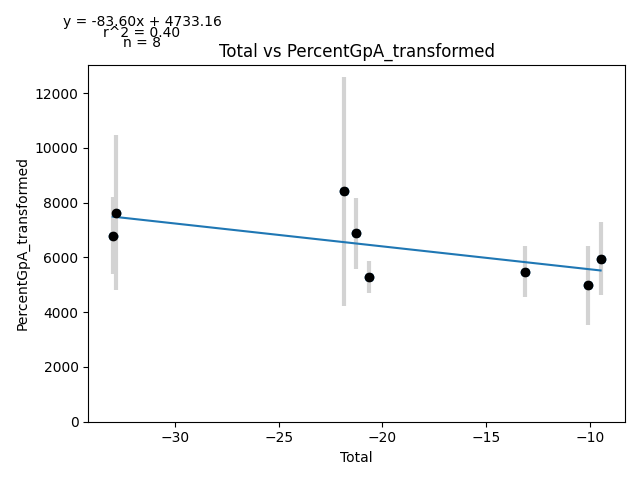 y = -83.60x + 4733.16
r^2 = 0.40
n = 8
Total vs PercentGpA_transformed
PercentGpA_transformed
12000
10000
8000
6000
4000
2000
0
−30
−25
−20
−15
−10
Total